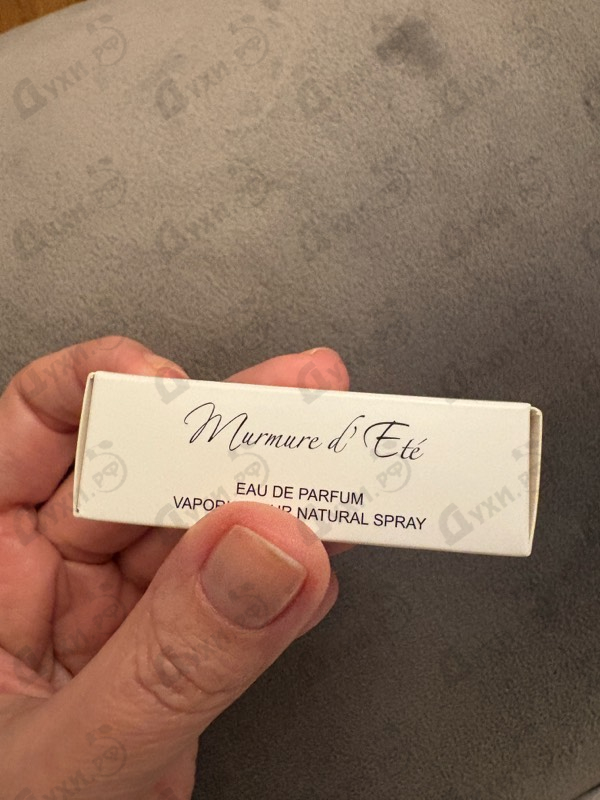 Murmure d' Eté
EAU DE PARFUM
NATURAL SPRAY
Духи.рф